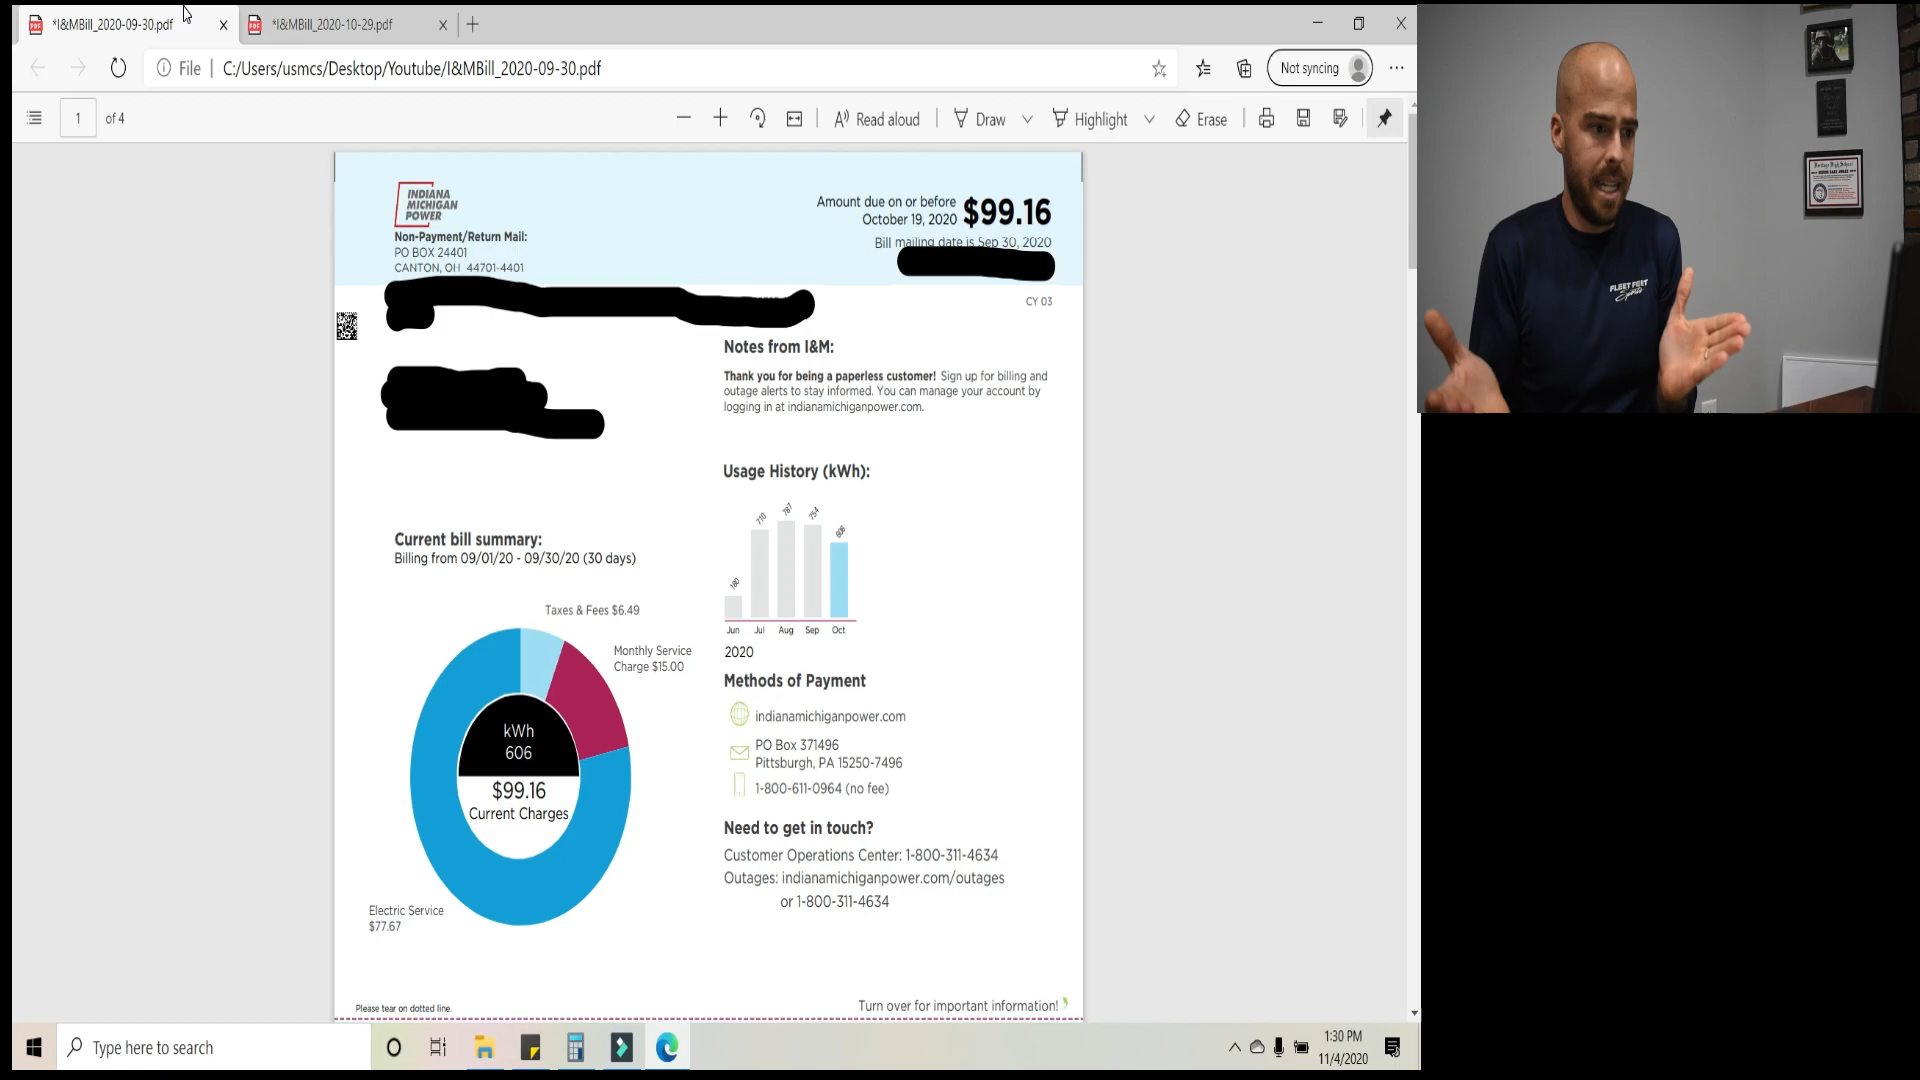 *I&MBill_2020-09-30.pdf
*I&MBill_2020-10-29.pdf
File
C:/Users/usmcs/Desktop/Youtube/I&MBill_2020-09-30.pdf
Not syncing
1 of 4
Read aloud
Draw
Highlight
Erase
INDIANA
MICHIGAN
POWER
Non-Payment/Return Mail:
PO BOX 24401
CANTON, OH 44701-4401
Amount due on or before
October 19, 2020 $99.16
Bill mailing date is Sep 30, 2020
CY 03
Notes from I&M:
Thank you for being a paperless customer! Sign up for billing and
outage alerts to stay informed. You can manage your account by
logging in at indianamichiganpower.com.
Usage History (kWh):
180 710 787 754 606
Jun Jul Aug Sep Oct
2020
Current bill summary:
Billing from 09/01/20 - 09/30/20 (30 days)
Taxes & Fees $6.49
Monthly Service
Charge $15.00
kWh
606
$99.16
Current Charges
Electric Service
$77.67
Methods of Payment
indianamichiganpower.com
PO Box 371496
Pittsburgh, PA 15250-7496
1-800-611-0964 (no fee)
Need to get in touch?
Customer Operations Center: 1-800-311-4634
Outages: indianamichiganpower.com/outages
or 1-800-311-4634
Please tear on dotted line.
Turn over for important information!
Type here to search
1:30 PM
11/4/2020
FLEET FEET
Sports